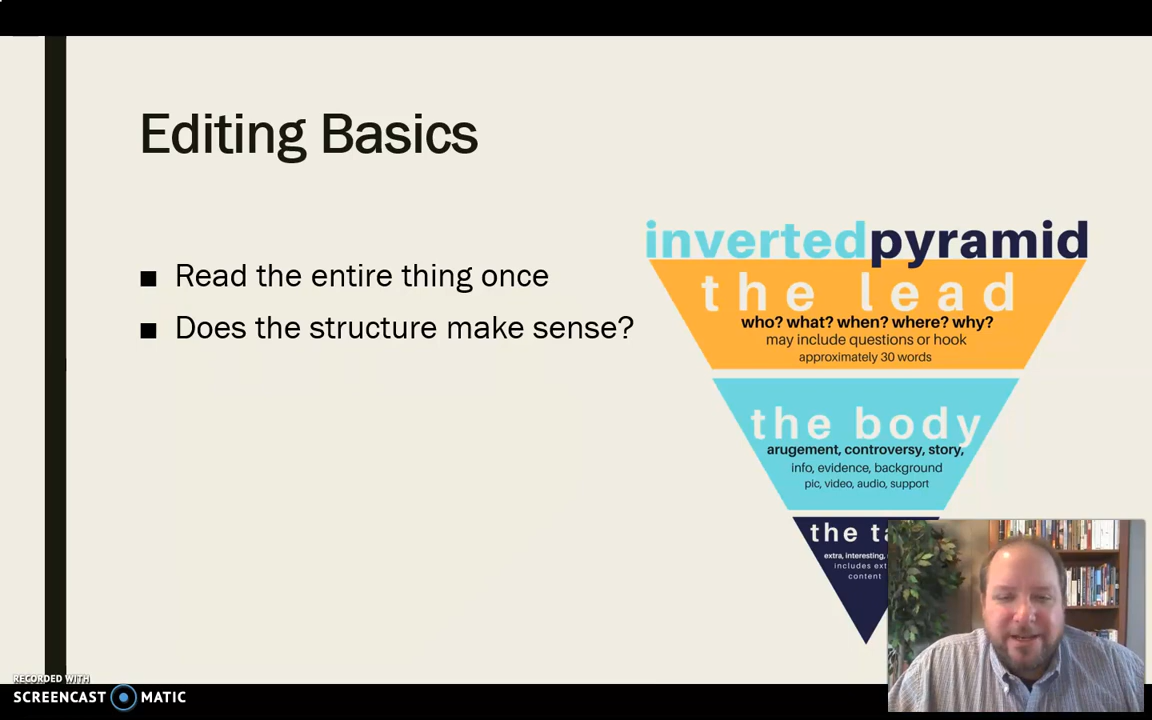 Editing Basics
Read the entire thing once
Does the structure make sense?
invertedpyramid
the lead
who? what? when? where? why?
may include questions or hook
approximately 30 words
the body
arugement, controversy, story,
info, evidence, background
pic, video, audio, support
the
extra, interesting,
includes
content
RECORDED WITH
SCREENCAST MATIC